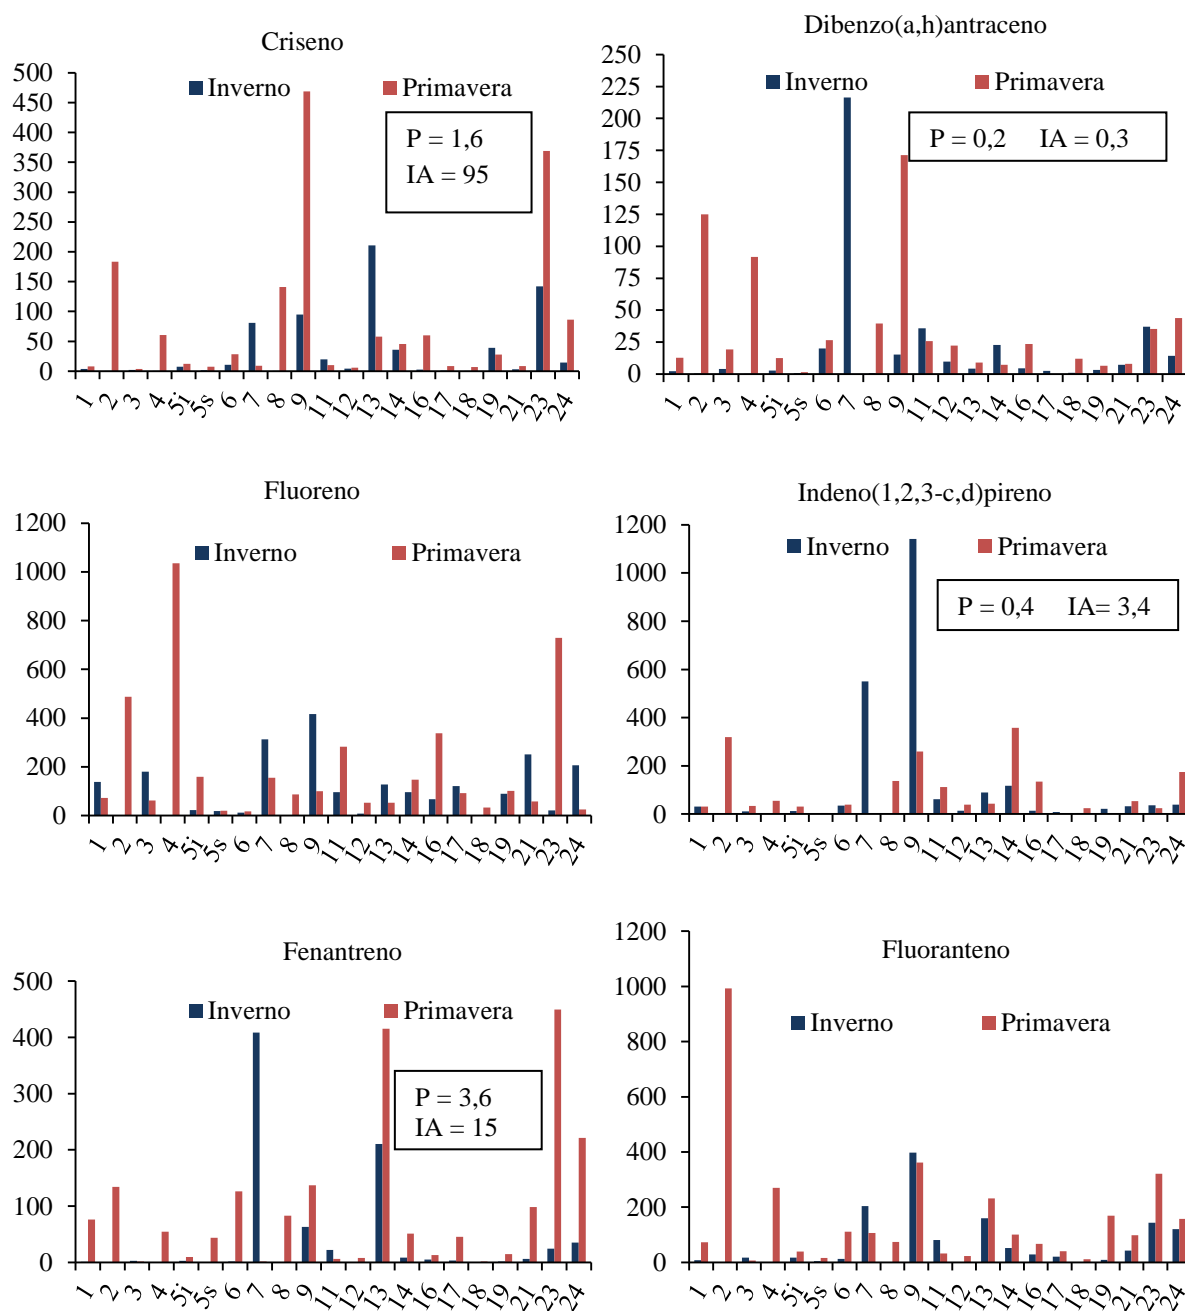 Criseno
500
450
400
350
300
250
200
150
100
50
0
Inverno Primavera
P = 1,6
IA = 95
1 2 3 4 5i 5s 6 7 8 9 11 12 13 14 16 17 18 19 21 23 24
Dibenzo(a,h)antraceno
250
225
200
175
150
125
100
75
50
25
0
Inverno Primavera
P = 0,2 IA = 0,3
1 2 3 4 5i 5s 6 7 8 9 11 12 13 14 16 17 18 19 21 23 24
Fluoreno
1200
1000
800
600
400
200
0
Inverno Primavera
1 2 3 4 5i 5s 6 7 8 9 11 12 13 14 16 17 18 19 21 23 24
Indeno(1,2,3-c,d)pireno
1200
1000
800
600
400
200
0
Inverno Primavera
P = 0,4 IA= 3,4
1 2 3 4 5i 5s 6 7 8 9 11 12 13 14 16 17 18 19 21 23 24
Fenantreno
500
400
300
200
100
0
Inverno Primavera
P = 3,6
IA = 15
1 2 3 4 5i 5s 6 7 8 9 11 12 13 14 16 17 18 19 21 23 24
Fluoranteno
1200
1000
800
600
400
200
0
Inverno Primavera
1 2 3 4 5i 5s 6 7 8 9 11 12 13 14 16 17 18 19 21 23 24